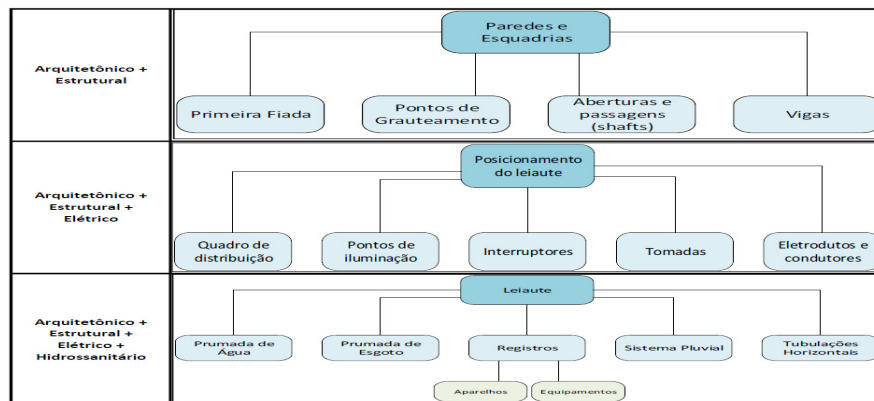 Paredes e
Esquadrias
Arquitetônico +
Estrutural
Primeira Fiada
Pontos de
Grauteamento
Aberturas e
passagens
(shafts)
Vigas
Posicionamento
do leiaute
Arquitetônico +
Estrutural +
Elétrico
Quadro de
distribuição
Pontos de
iluminação
Interruptores
Tomadas
Eletrodutos e
condutores
Leiaute
Arquitetônico +
Estrutural +
Elétrico +
Hidrossanitário
Prumada de
Água
Prumada de
Esgoto
Registros
Sistema Pluvial
Tubulações
Horizontais
Aparelhos
Equipamentos